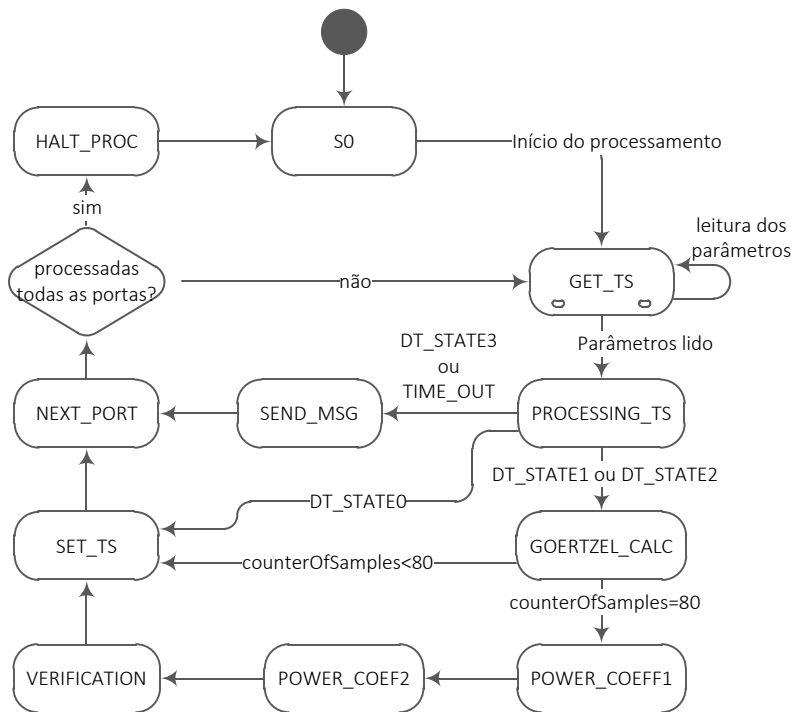 HALT_PROC
S0
Início do processamento
sim
leitura dos
parâmetros
processadas
todas as portas?
não
GET_TS
DT_STATE3
ou
TIME_OUT
Parâmetros lido
NEXT_PORT
SEND_MSG
PROCESSING_TS
DT_STATE1 ou DT_STATE2
DT_STATE0
SET_TS
GOERTZEL_CALC
counterOfSamples<80
counterOfSamples=80
VERIFICATION
POWER_COEF2
POWER_COEFF1